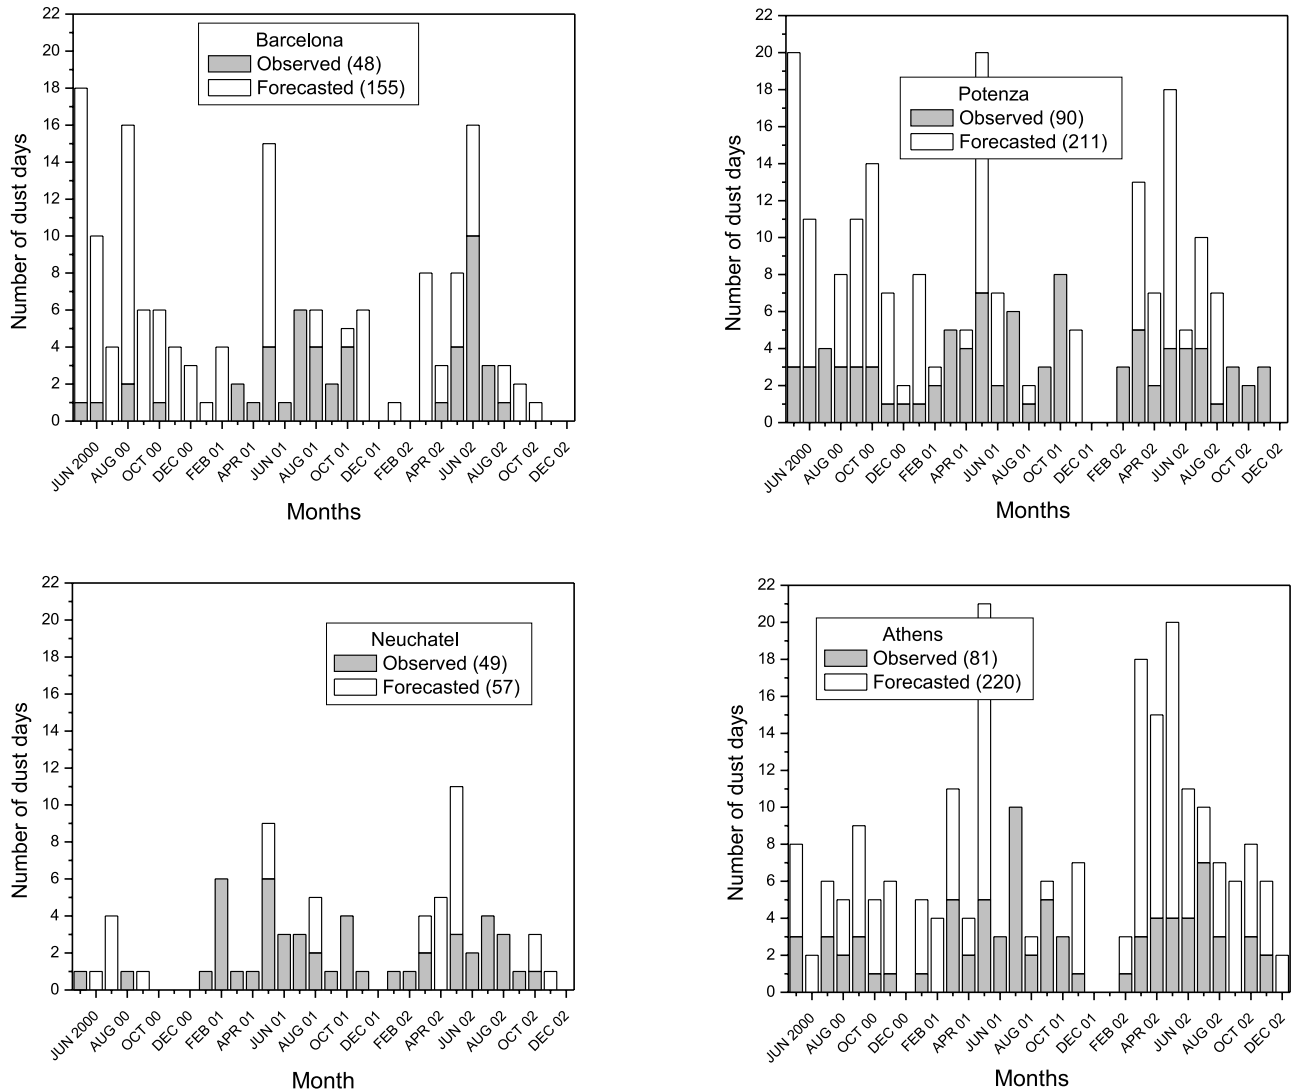 22
20
18
16
14
12
10
8
6
4
2
0
Number of dust days
Barcelona
Observed (48)
Forecasted (155)
JUN 2000
AUG 00
OCT 00
DEC 00
FEB 01
APR 01
JUN 01
AUG 01
OCT 01
DEC 01
FEB 02
APR 02
JUN 02
AUG 02
OCT 02
DEC 02
Months
22
20
18
16
14
12
10
8
6
4
2
0
Number of dust days
Potenza
Observed (90)
Forecasted (211)
JUN 2000
AUG 00
OCT 00
DEC 00
FEB 01
APR 01
JUN 01
AUG 01
OCT 01
DEC 01
FEB 02
APR 02
JUN 02
AUG 02
OCT 02
DEC 02
Months
22
20
18
16
14
12
10
8
6
4
2
0
Number of dust days
Neuchatel
Observed (49)
Forecasted (57)
JUN 2000
AUG 00
OCT 00
DEC 00
FEB 01
APR 01
JUN 01
AUG 01
OCT 01
DEC 01
FEB 02
APR 02
JUN 02
AUG 02
OCT 02
DEC 02
Month
22
20
18
16
14
12
10
8
6
4
2
0
Number of dust days
Athens
Observed (81)
Forecasted (220)
JUN 2000
AUG 00
OCT 00
DEC 00
FEB 01
APR 01
JUN 01
AUG 01
OCT 01
DEC 01
FEB 02
APR 02
JUN 02
AUG 02
OCT 02
DEC 02
Months